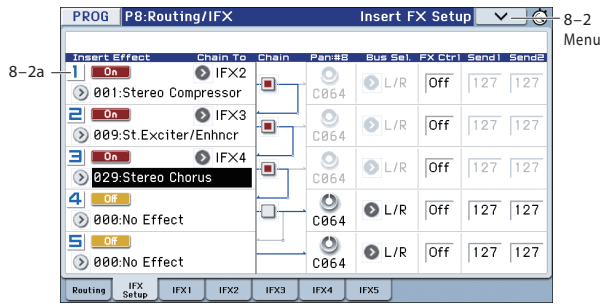 PROG P8:Routing/IFX Insert FX Setup
8–2
Menu
Insert Effect Chain To Chain Pan:#8 Bus Sel. FX Ctrl Send1 Send2
8–2a
1 On IFX2
001:Stereo Compressor C064 L/R Off 127 127
2 On IFX3
009:St.Exciter/Enhncr C064 L/R Off 127 127
3 On IFX4
029:Stereo Chorus C064 L/R Off 127 127
4 Off
000:No Effect C064 L/R Off 127 127
5 Off
000:No Effect C064 L/R Off 127 127
Routing IFX Setup IFX1 IFX2 IFX3 IFX4 IFX5